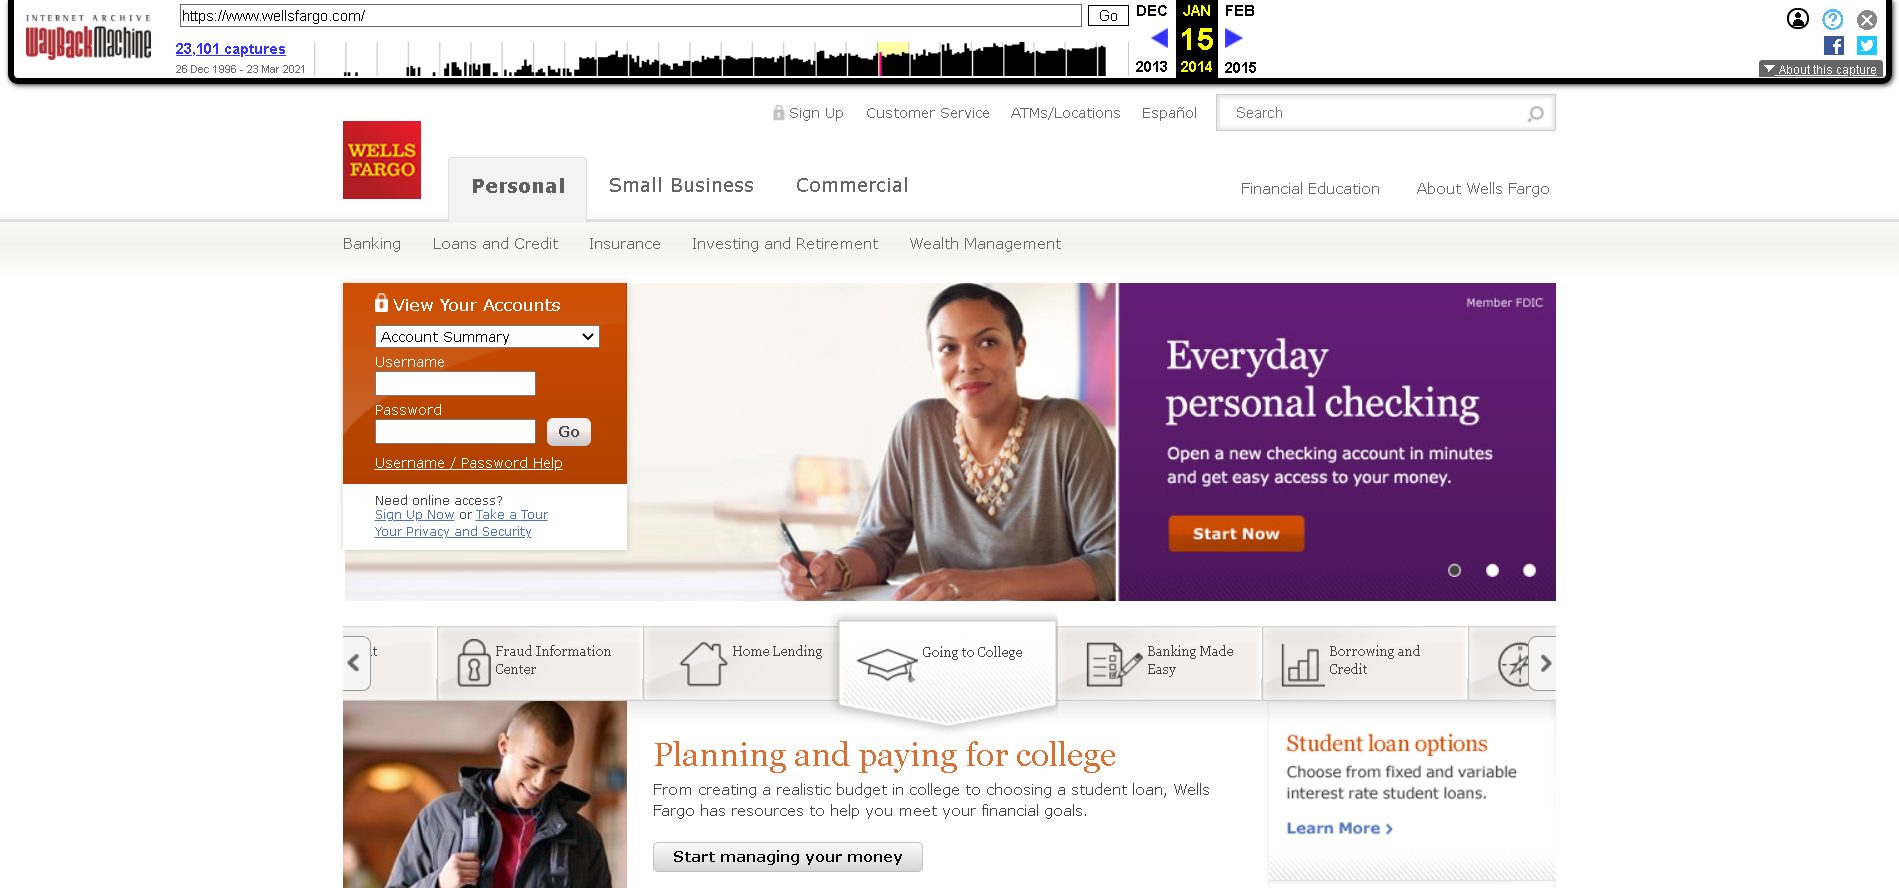 INTERNET ARCHIVE
WayBackMachine
https://www.wellsfargo.com/
Go
DEC
JAN
FEB
23,101 captures
15
26 Dec 1996 - 23 Mar 2021
2013
2014
2015
About this capture
Sign Up
Customer Service
ATMs/Locations
Español
Search
WELLS
FARGO
Personal
Small Business
Commercial
Financial Education
About Wells Fargo
Banking
Loans and Credit
Insurance
Investing and Retirement
Wealth Management
View Your Accounts
Account Summary
Username
Password
Go
Username / Password Help
Need online access?
Sign Up Now or Take a Tour
Your Privacy and Security
Member FDIC
Everyday
personal checking
Open a new checking account in minutes
and get easy access to your money.
Start Now
Fraud Information
Center
Home Lending
Going to College
Banking Made
Easy
Borrowing and
Credit
Planning and paying for college
From creating a realistic budget in college to choosing a student loan, Wells
Fargo has resources to help you meet your financial goals.
Start managing your money
Student loan options
Choose from fixed and variable
interest rate student loans.
Learn More